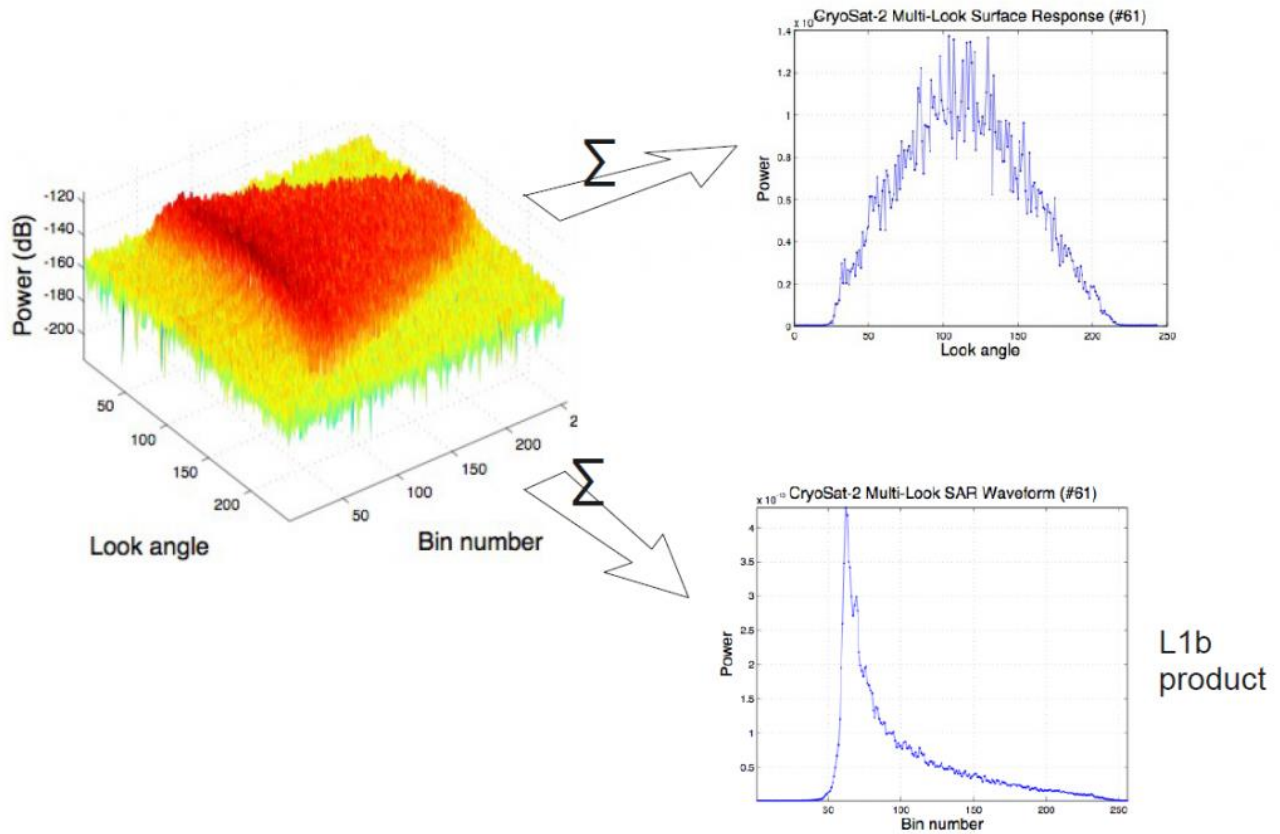 CryoSat-2 Multi-Look Surface Response (#61)
1.4
1.2
1
0.8
0.6
0.4
0.2
0
Power
0 50 100 150 200 250
Look angle
Σ
-120
-140
-160
-180
-200
Power (dB)
50
100
150
200
Look angle
50
100
150
200
2
Bin number
Σ
CryoSat-2 Multi-Look SAR Waveform (#61)
4
3.5
3
2.5
2
1.5
1
0.5
Power
50 100 150 200 250
Bin number
L1b
product